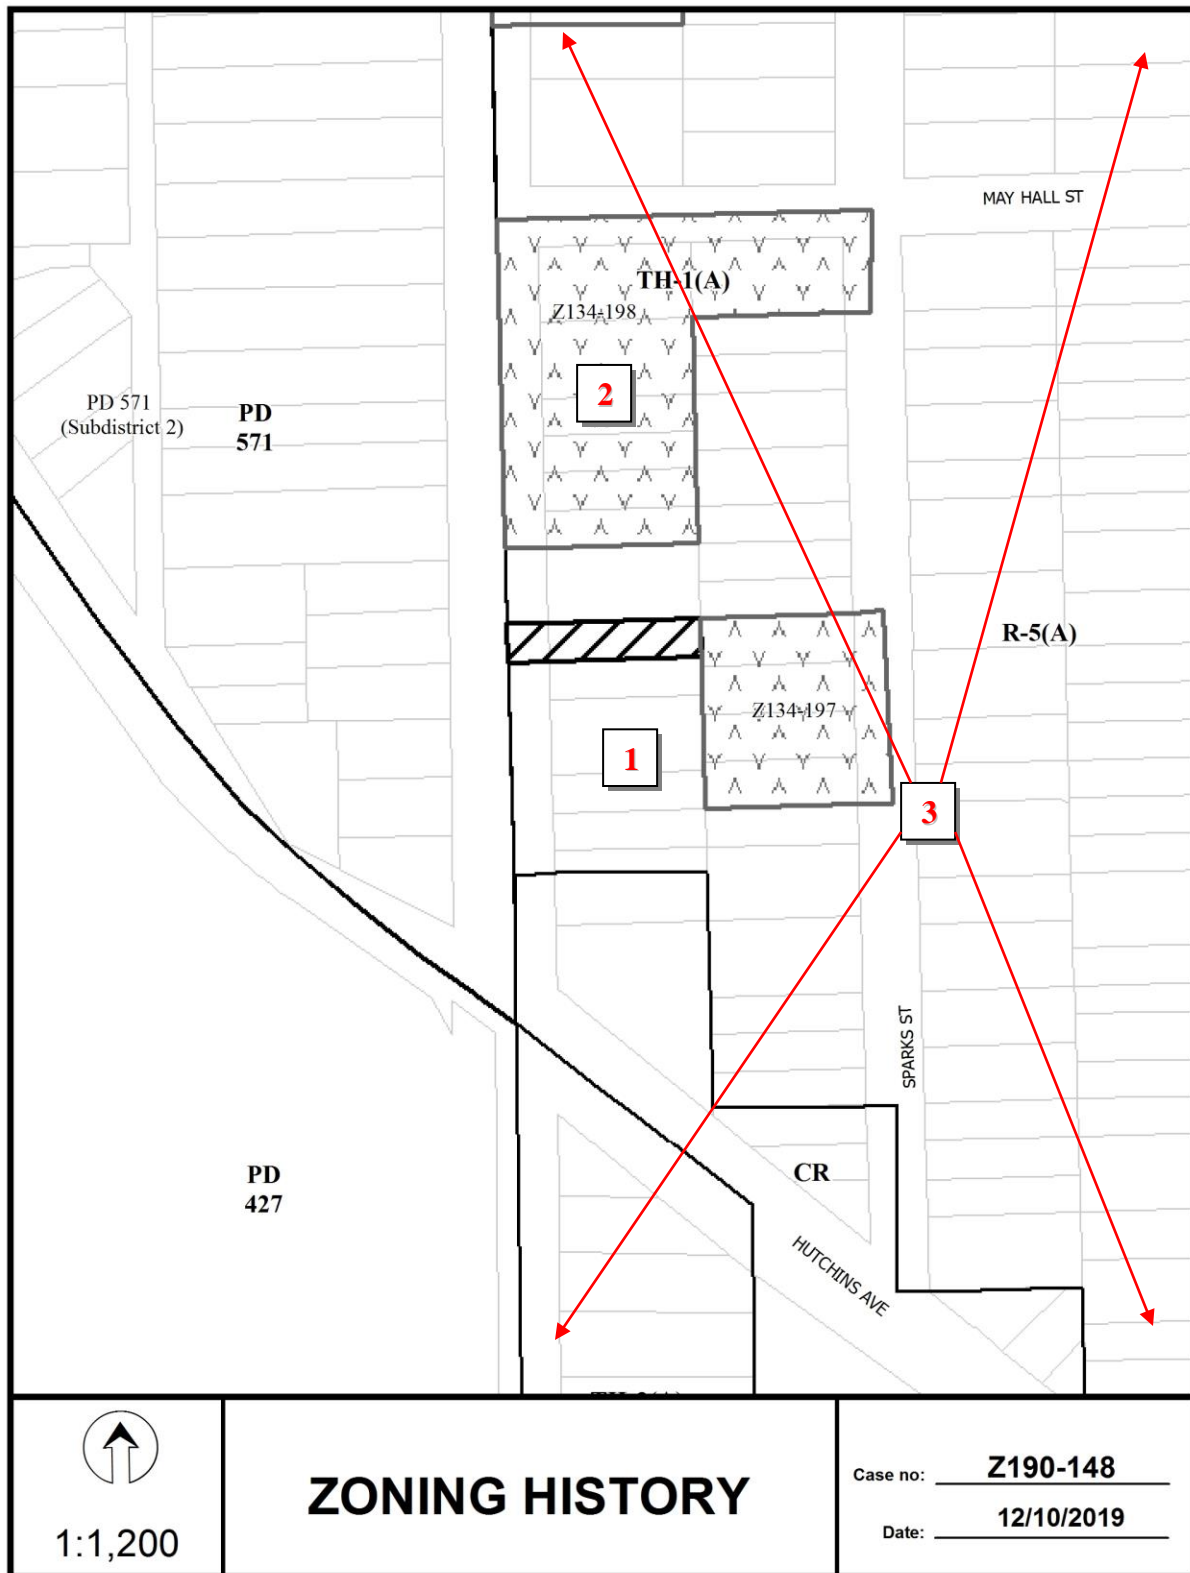 MAY HALL ST
TH-1(A)
Z134-198
2
PD 571
(Subdistrict 2)
PD
571
R-5(A)
Z134-197
1
3
SPARKS ST
CR
PD
427
HUTCHINS AVE
1:1,200
ZONING HISTORY
Case no: Z190-148
Date: 12/10/2019